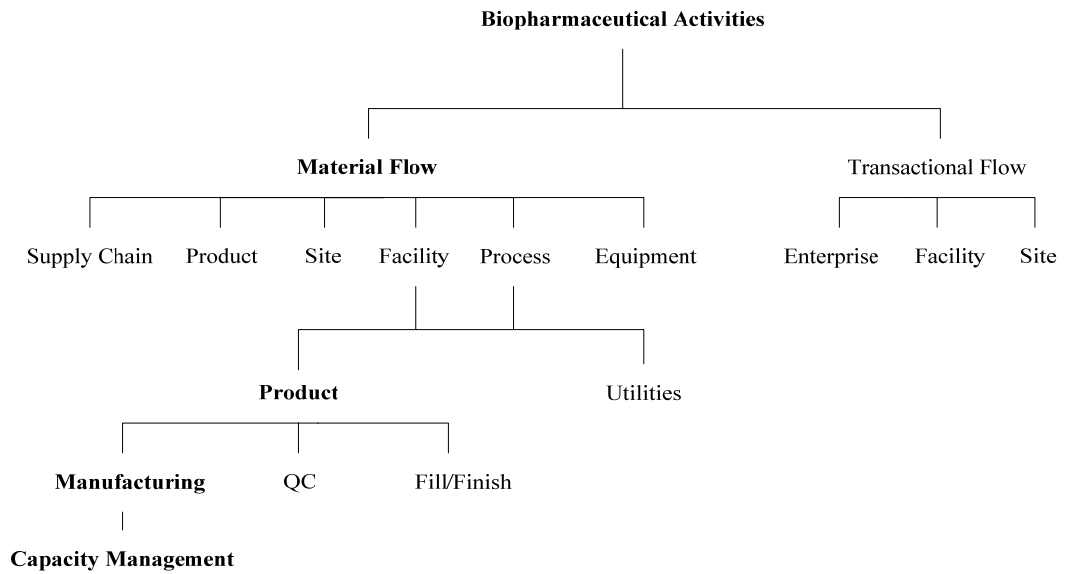 Biopharmaceutical Activities
Material Flow
Transactional Flow
Supply Chain
Product
Site
Facility
Process
Equipment
Enterprise
Facility
Site
Product
Utilities
Manufacturing
QC
Fill/Finish
Capacity Management